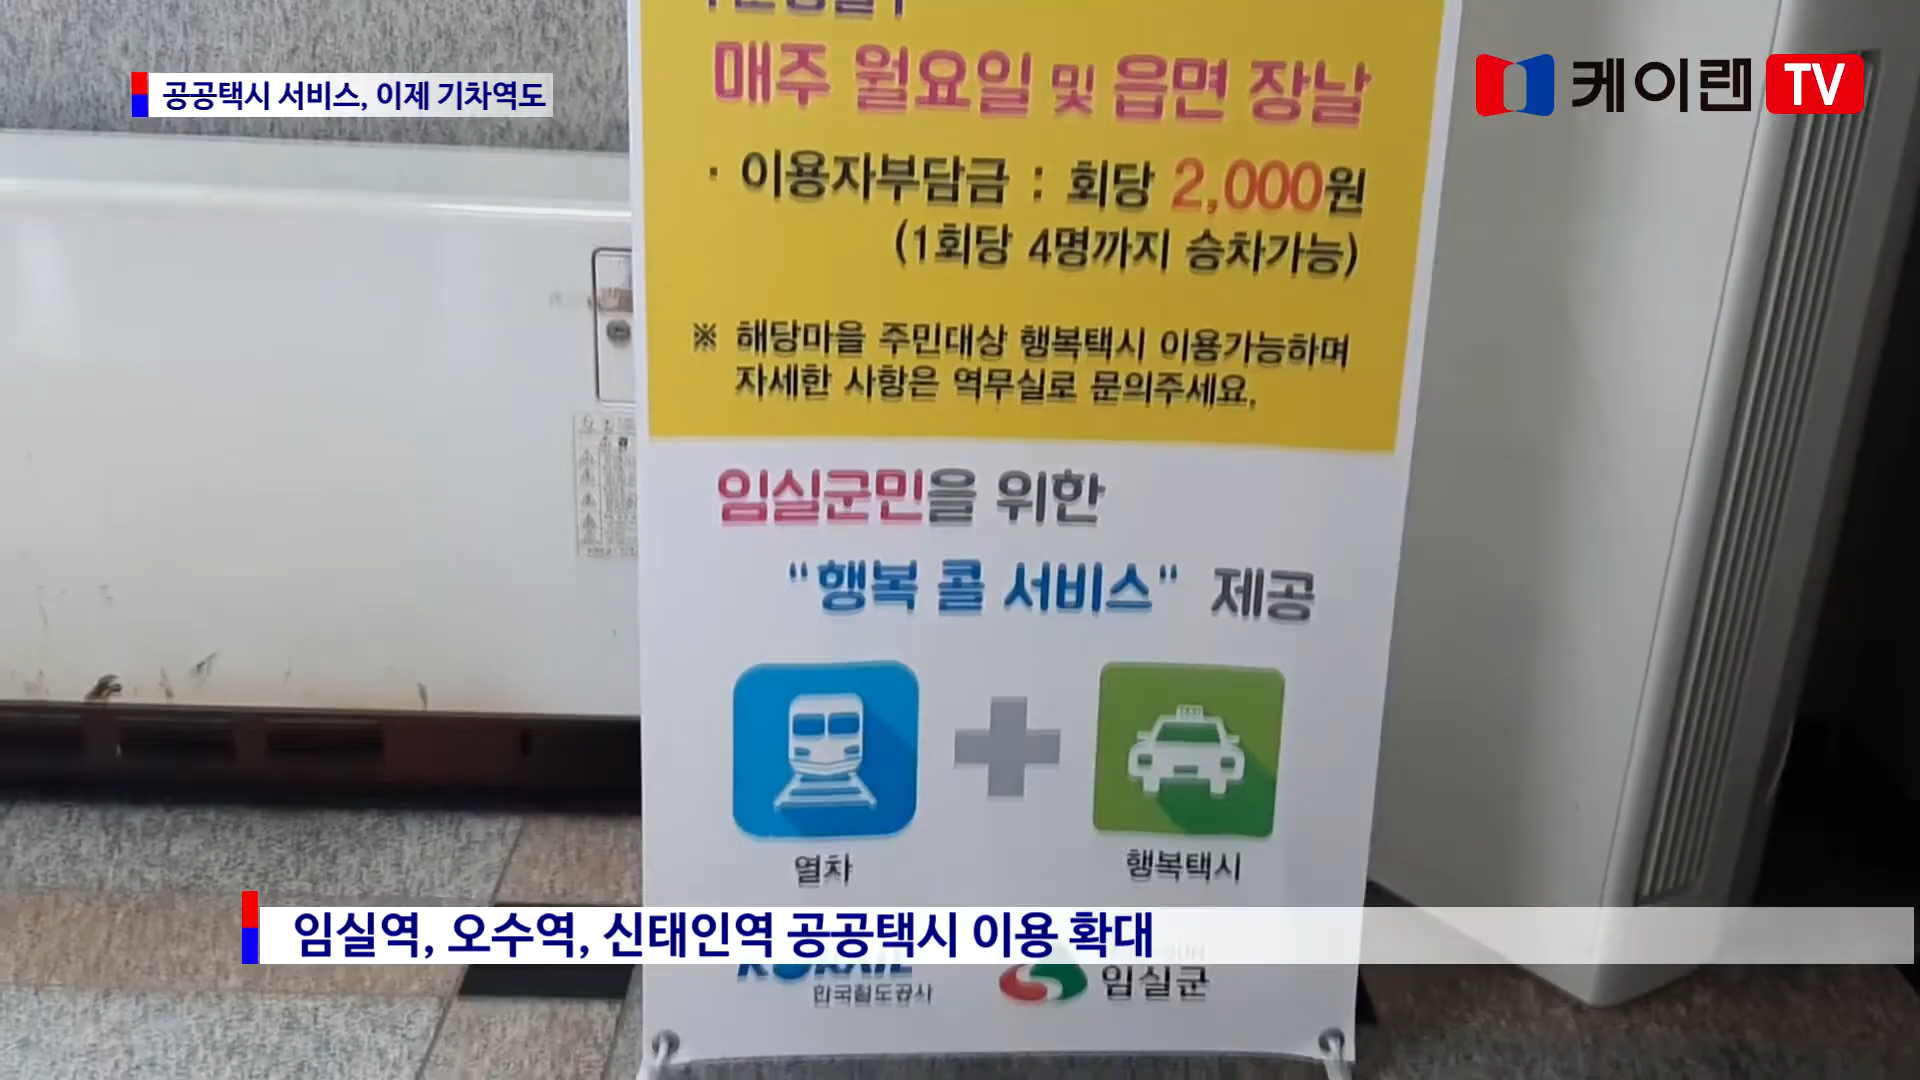 공공택시 서비스, 이제 기차역도
케이랜 TV
매주 월요일 및 읍면 장날
· 이용자부담금 : 회당 2,000원
(1회당 4명까지 승차가능)
※ 해당마을 주민대상 행복택시 이용가능하며
자세한 사항은 역무실로 문의주세요.
임실군민을 위한
"행복 콜 서비스" 제공
열차
행복택시
임실역, 오수역, 신태인역 공공택시 이용 확대
KORAIL
한국철도공사
임실군